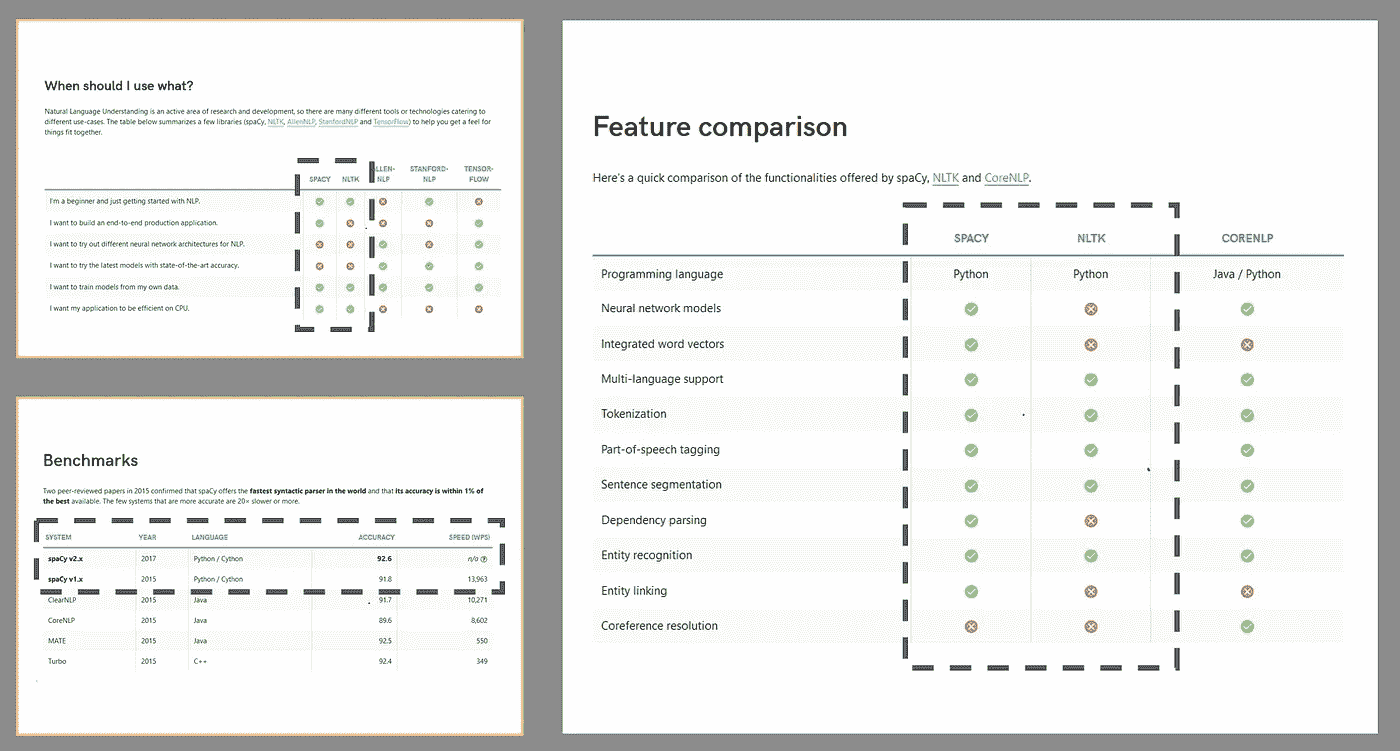 When should I use what?
Natural Language Understanding is an active area of research and development, so there are many different tools or technologies catering to
different use-cases. The table below summarizes a few libraries (spaCy, NLTK, AllenNLP, StanfordNLP and TensorFlow) to help you get a feel for
things fit together.
SPACY NLTK ALLEN-NLP STANFORD-NLP TENSOR-FLOW
I'm a beginner and just getting started with NLP.
I want to build an end-to-end production application.
I want to try out different neural network architectures for NLP.
I want to try the latest models with state-of-the-art accuracy.
I want to train models from my own data.
I want my application to be efficient on CPU.
Benchmarks
Two peer-reviewed papers in 2015 confirmed that spaCy offers the fastest syntactic parser in the world and that its accuracy is within 1% of
the best available. The few systems that are more accurate are 20× slower or more.
SYSTEM YEAR LANGUAGE ACCURACY SPEED (WPS)
spaCy v2.x 2017 Python / Cython 92.6 n/a
spaCy v1.x 2015 Python / Cython 91.8 13,963
ClearNLP 2015 Java 91.7 10,271
CoreNLP 2015 Java 89.6 8,602
MATE 2015 Java 92.5 550
Turbo 2015 C++ 92.4 349
Feature comparison
Here's a quick comparison of the functionalities offered by spaCy, NLTK and CoreNLP.
SPACY NLTK CORENLP
Programming language Python Python Java / Python
Neural network models
Integrated word vectors
Multi-language support
Tokenization
Part-of-speech tagging
Sentence segmentation
Dependency parsing
Entity recognition
Entity linking
Coreference resolution